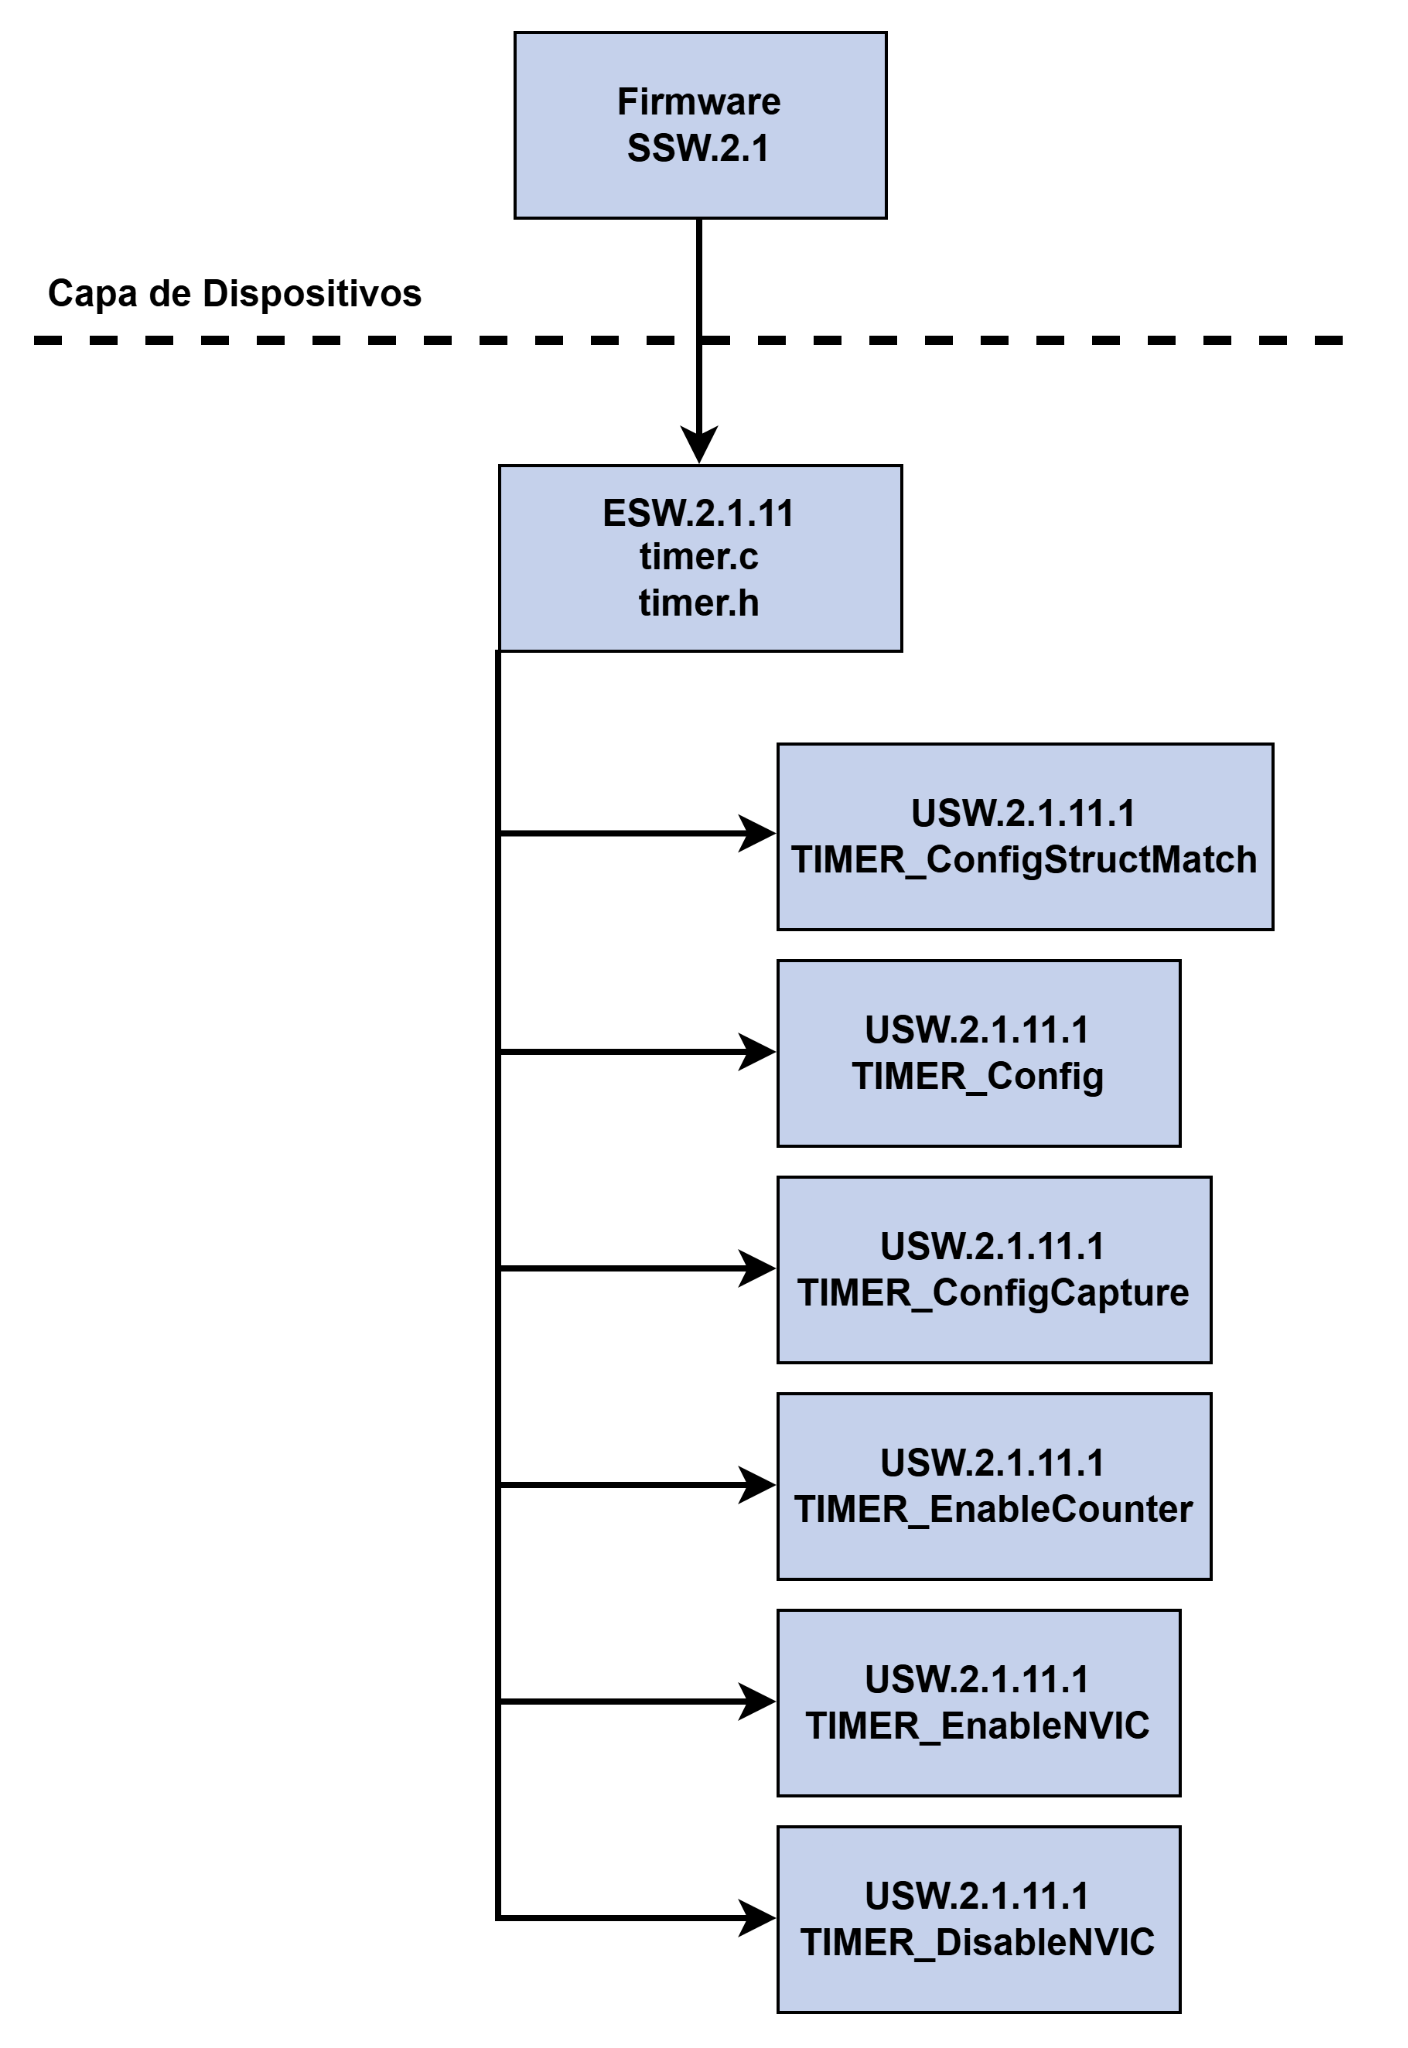 Firmware
SSW.2.1
Capa de Dispositivos
ESW.2.1.11
timer.c
timer.h
USW.2.1.11.1
TIMER_ConfigStructMatch
USW.2.1.11.1
TIMER_Config
USW.2.1.11.1
TIMER_ConfigCapture
USW.2.1.11.1
TIMER_EnableCounter
USW.2.1.11.1
TIMER_EnableNVIC
USW.2.1.11.1
TIMER_DisableNVIC